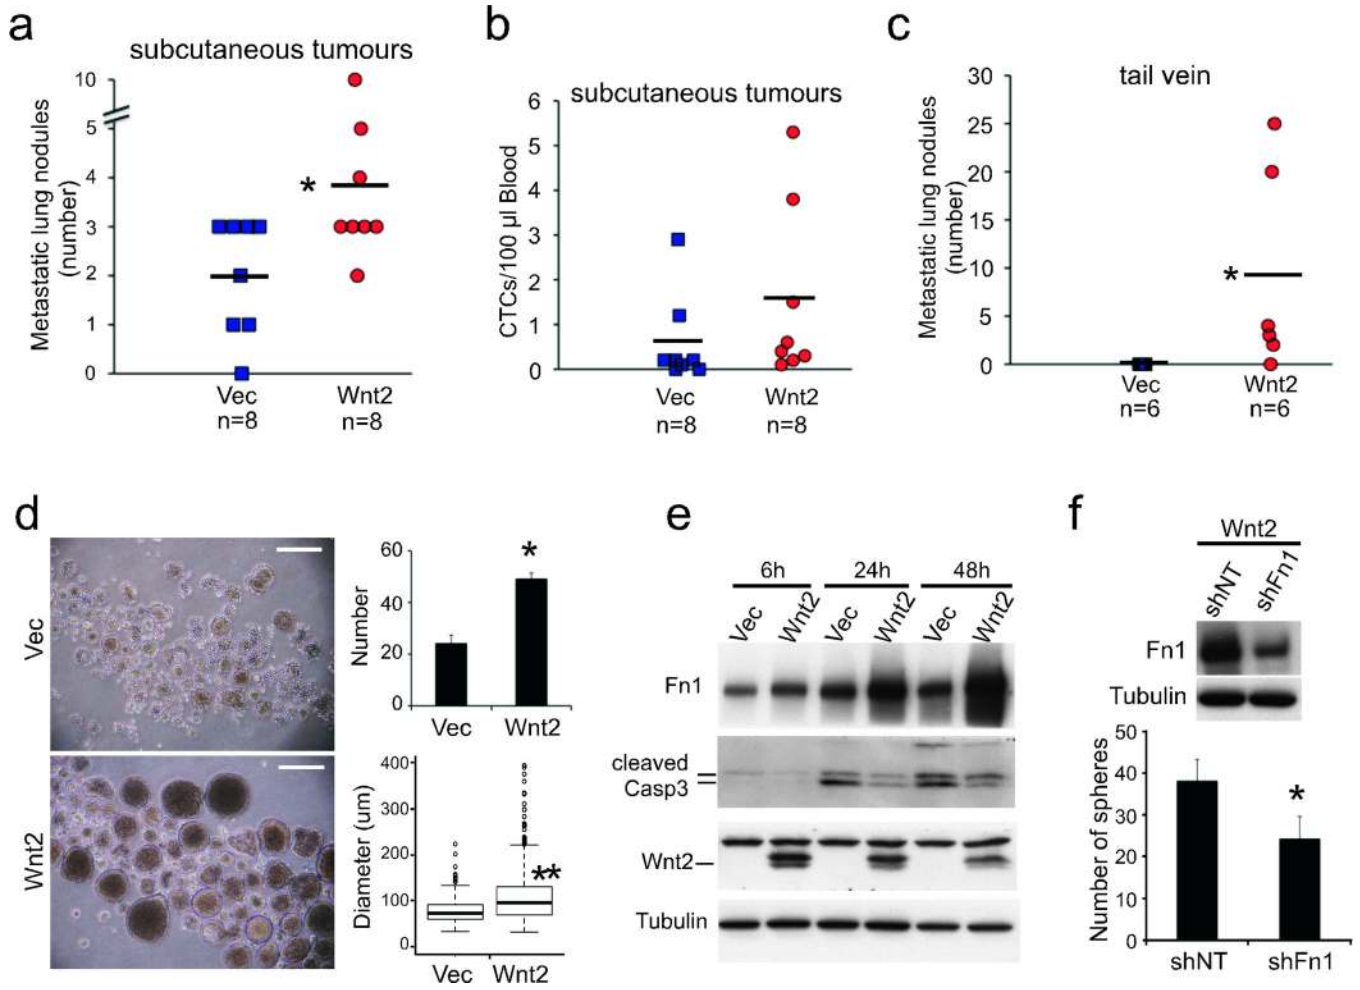 a
subcutaneous tumours
Metastatic lung nodules
(number)
10
5
4
3
2
1
0
*
Vec
n=8
Wnt2
n=8
b
subcutaneous tumours
CTCs/100 µl Blood
6
5
4
3
2
1
0
Vec
n=8
Wnt2
n=8
c
tail vein
Metastatic lung nodules
(number)
30
25
20
15
10
5
0
*
Vec
n=6
Wnt2
n=6
d
Vec
Wnt2
Number
60
40
20
0
*
Vec
Wnt2
Diameter (um)
400
300
200
100
0
**
Vec
Wnt2
e
6h
24h
48h
Vec
Wnt2
Vec
Wnt2
Vec
Wnt2
Fn1
cleaved
Casp3
Wnt2
Tubulin
f
Wnt2
shNT
shFn1
Fn1
Tubulin
Number of spheres
50
40
30
20
10
0
*
shNT
shFn1